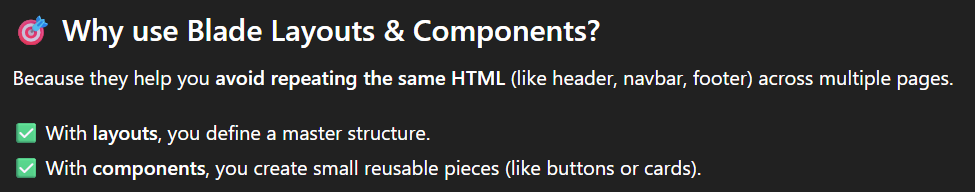 🎯 Why use Blade Layouts & Components?
Because they help you avoid repeating the same HTML (like header, navbar, footer) across multiple pages.
✅ With layouts, you define a master structure.
✅ With components, you create small reusable pieces (like buttons or cards).